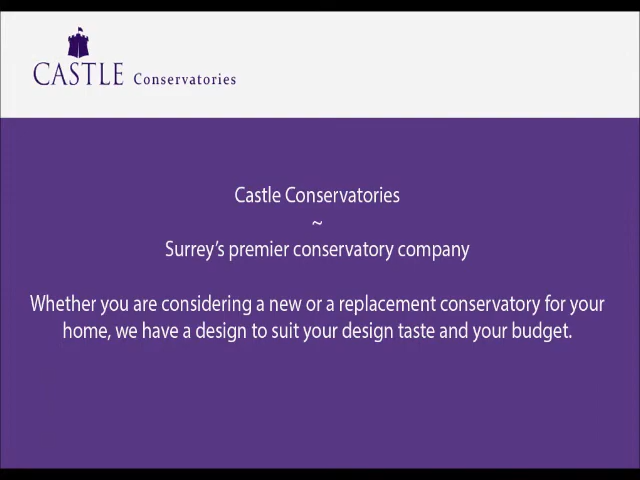 CASTLE Conservatories
Castle Conservatories
~
Surrey's premier conservatory company
Whether you are considering a new or a replacement conservatory for your
home, we have a design to suit your design taste and your budget.